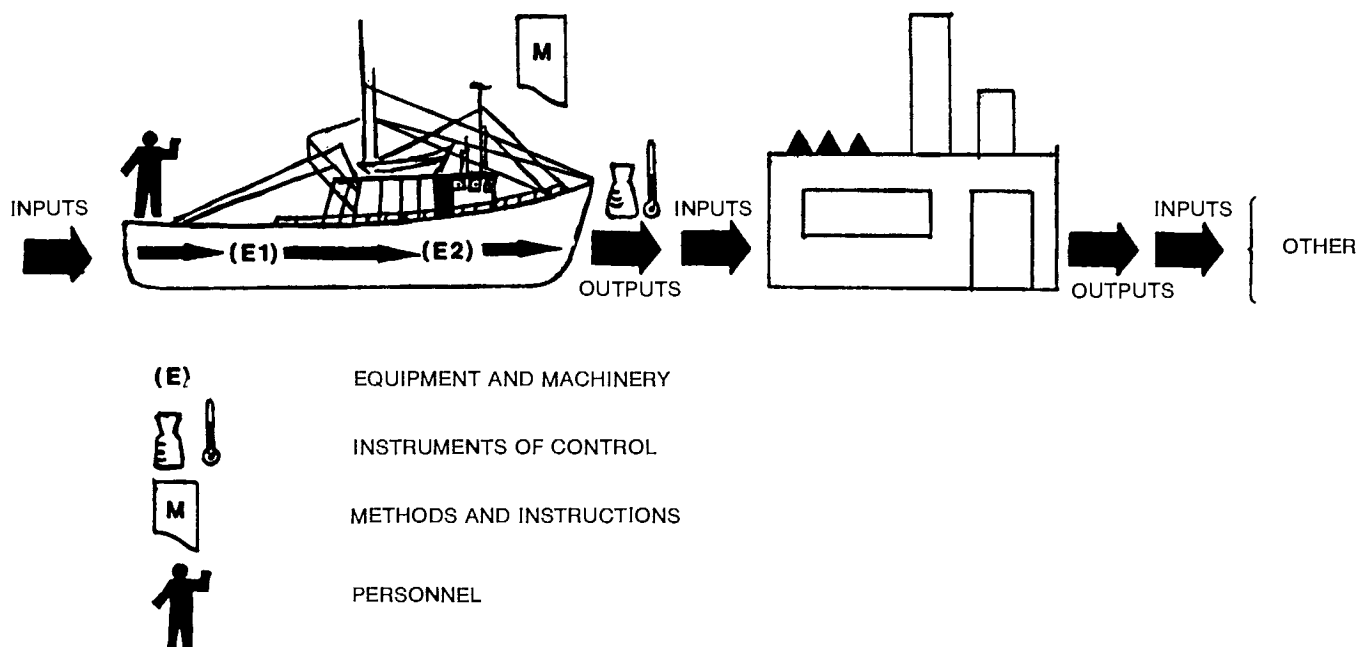 M
INPUTS
(E1)
(E2)
OUTPUTS
INPUTS
OUTPUTS
INPUTS
OTHER
(E) EQUIPMENT AND MACHINERY
INSTRUMENTS OF CONTROL
M METHODS AND INSTRUCTIONS
PERSONNEL